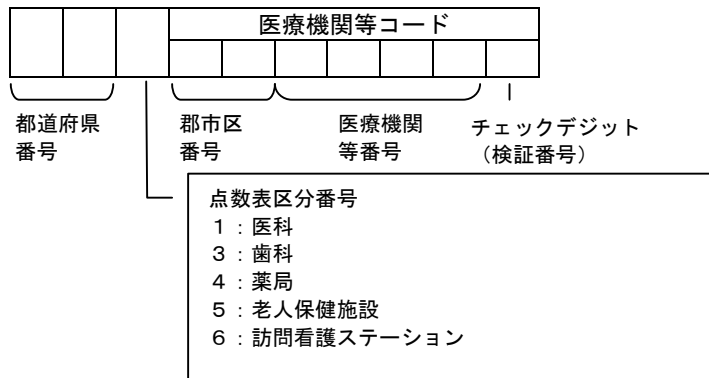 医療機関等コード
都道府県
番号
郡市区
番号
医療機関
等番号
チェックデジット
（検証番号）
点数表区分番号
１：医科
３：歯科
４：薬局
５：老人保健施設
６：訪問看護ステーション